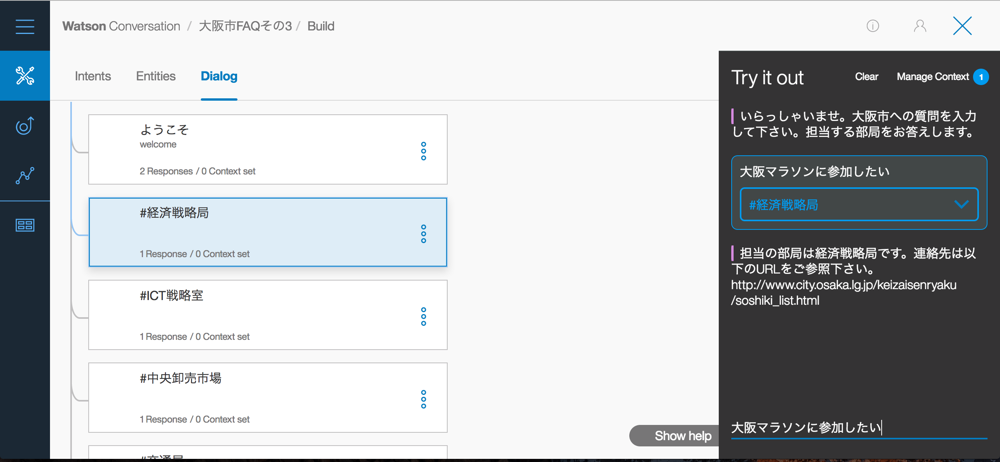 Watson Conversation / 大阪市FAQその3 / Build
Intents Entities Dialog
ようこそ
welcome
2 Responses / 0 Context set
#経済戦略局
1 Response / 0 Context set
#ICT戦略室
1 Response / 0 Context set
#中央卸売市場
1 Response / 0 Context set
#交通局
Show help
Try it out Clear Manage Context 1
いらっしゃいませ。大阪市への質問を入力
して下さい。担当する部局をお答えします。
大阪マラソンに参加したい
#経済戦略局
担当の部局は経済戦略局です。連絡先は以
下のURLをご参照下さい。
http://www.city.osaka.lg.jp/keizaisenryaku
/soshiki_list.html
大阪マラソンに参加したい